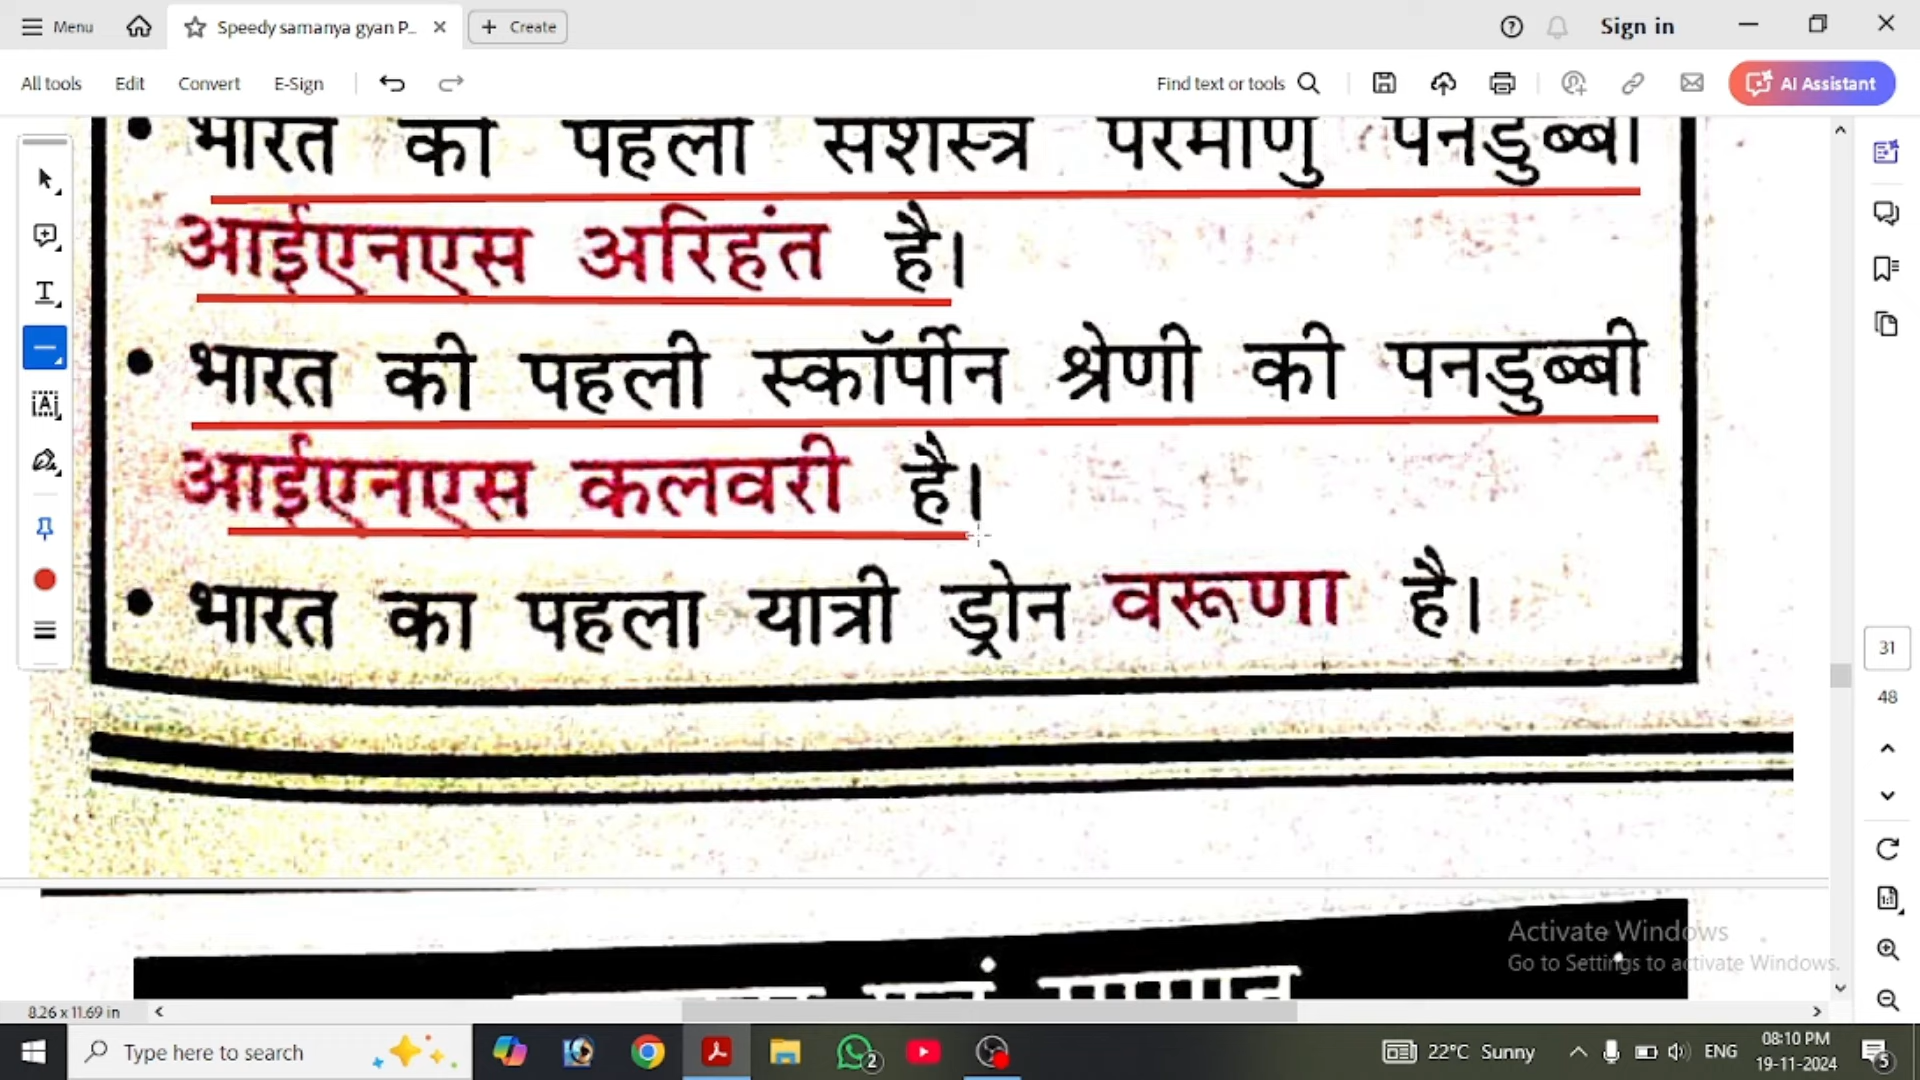 Menu
Speedy samanya gyan P...
Create
Sign in
All tools
Edit
Convert
E-Sign
Find text or tools
AI Assistant
• भारत की पहली सशस्त्र परमाणु पनडुब्बी
आईएनएस अरिहंत है।
• भारत की पहली स्कॉर्पीन श्रेणी की पनडुब्बी
आईएनएस कलवरी है।
• भारत का पहला यात्री ड्रोन वरूणा है।
31
48
Activate Windows
Go to Settings to activate Windows.
8.26 x 11.69 in
Type here to search
2
22°C Sunny
ENG
08:10 PM
19-11-2024
5